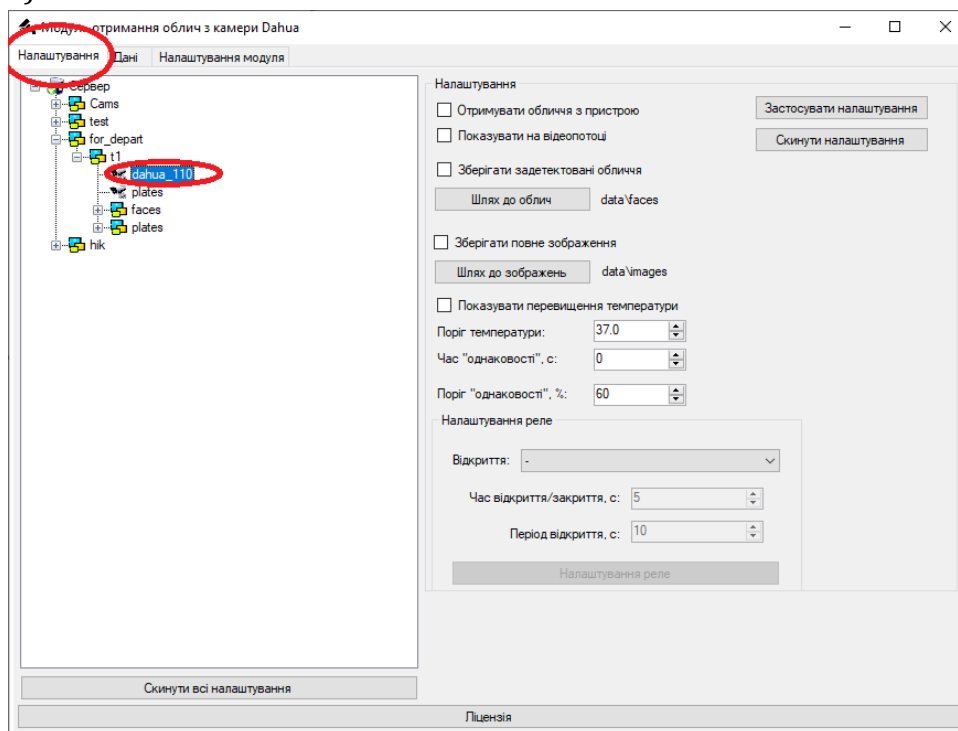 Модуль отримання облич з камери Dahua
Налаштування Дані Налаштування модуля
Сервер
Cams
test
for_depart
t1
dahua_110
plates
faces
plates
hik
Скинути всі налаштування
Налаштування
Отримувати обличчя з пристрою
Застосувати налаштування
Показувати на відеопотоці
Скинути налаштування
Зберігати задетектовані обличчя
Шлях до облич data\faces
Зберігати повне зображення
Шлях до зображень data\images
Показувати перевищення температури
Поріг температури: 37.0
Час "однаковості", с: 0
Поріг "однаковості", %: 60
Налаштування реле
Відкриття: -
Час відкриття/закриття, с: 5
Період відкриття, с: 10
Налаштування реле
Ліцензія